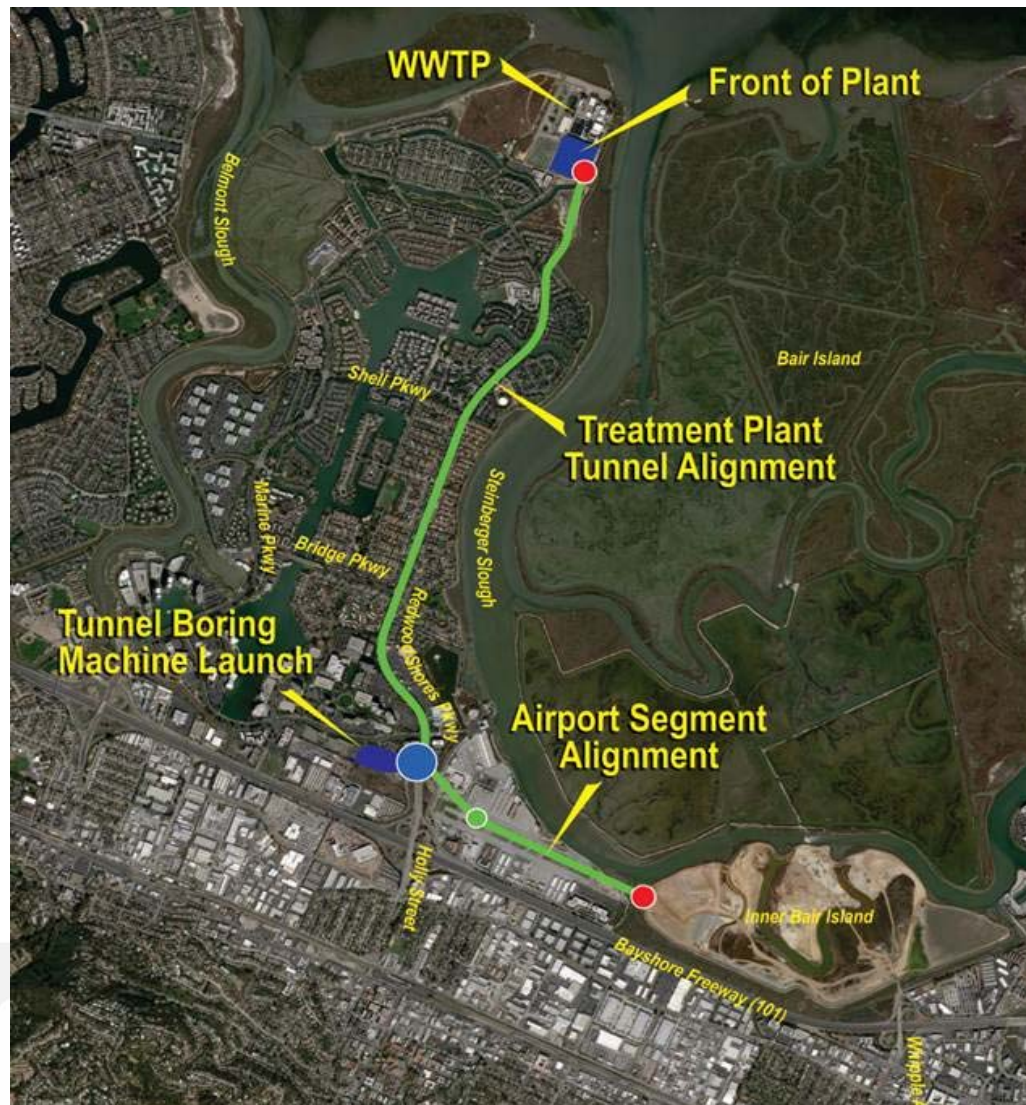 WWTP
Front of Plant
Belmont Slough
Bair Island
Shell Pkwy
Treatment Plant
Tunnel Alignment
Steinberger Slough
Marine Pkwy
Bridge Pkwy
Redwood Shores Pkwy
Tunnel Boring
Machine Launch
Airport Segment
Alignment
Holly Street
Inner Bair Island
Bayshore Freeway (101)
Whipple